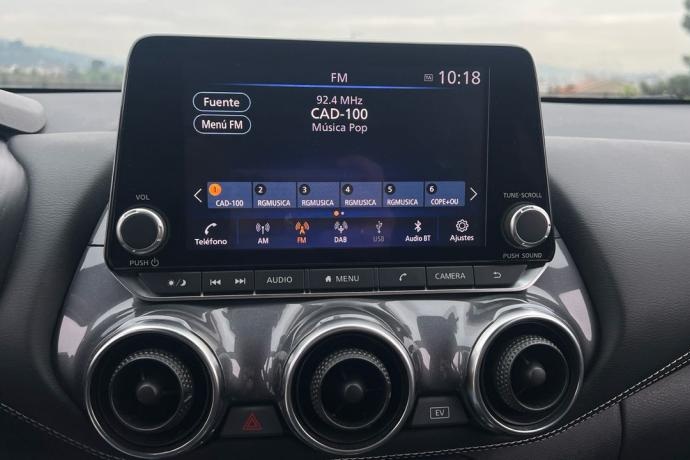 FM
TA
10:18
Fuente
92.4 MHz
CAD-100
Menú FM
Música Pop
1
CAD-100
2
RGMUSICA
3
RGMUSICA
4
RGMUSICA
5
RGMUSICA
6
COPE+OU
Teléfono
AM
FM
DAB
USB
Audio BT
Ajustes
VOL
PUSH
TUNE·SCROLL
PUSH SOUND
AUDIO
MENU
CAMERA
EV